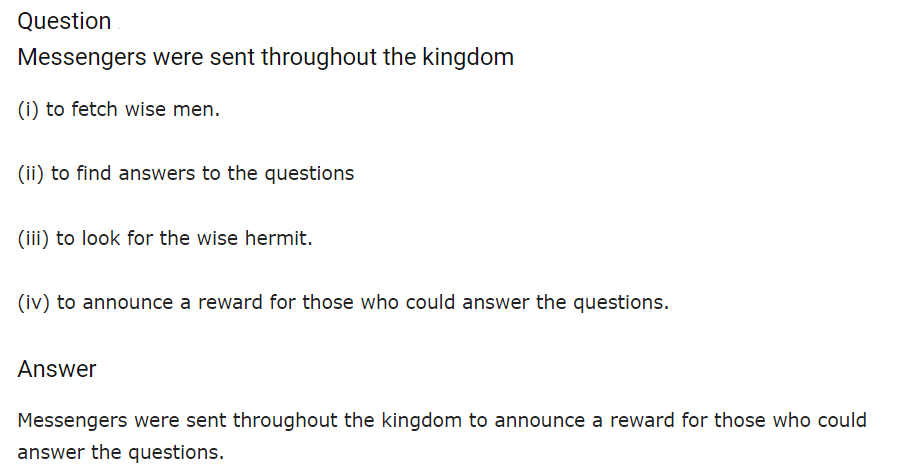 Question
Messengers were sent throughout the kingdom
(i) to fetch wise men.
(ii) to find answers to the questions
(iii) to look for the wise hermit.
(iv) to announce a reward for those who could answer the questions.
Answer
Messengers were sent throughout the kingdom to announce a reward for those who could
answer the questions.